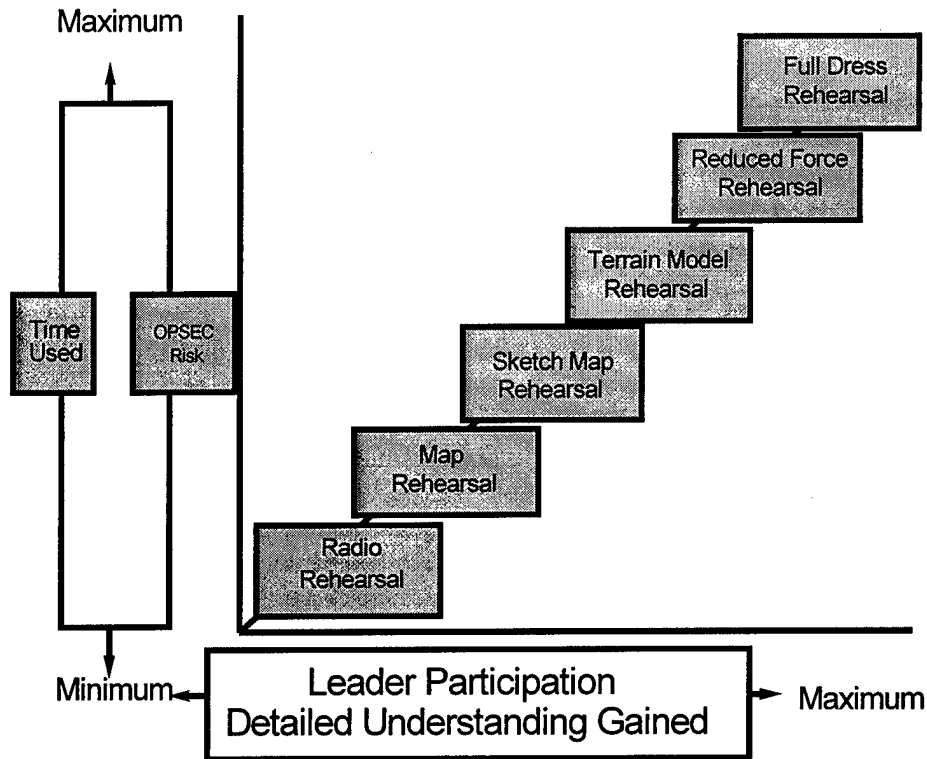 Maximum
Full Dress
Rehearsal
Reduced Force
Rehearsal
Terrain Model
Rehearsal
Time
Used
OPSEC
Risk
Sketch Map
Rehearsal
Map
Rehearsal
Radio
Rehearsal
Minimum
Leader Participation
Detailed Understanding Gained
Maximum